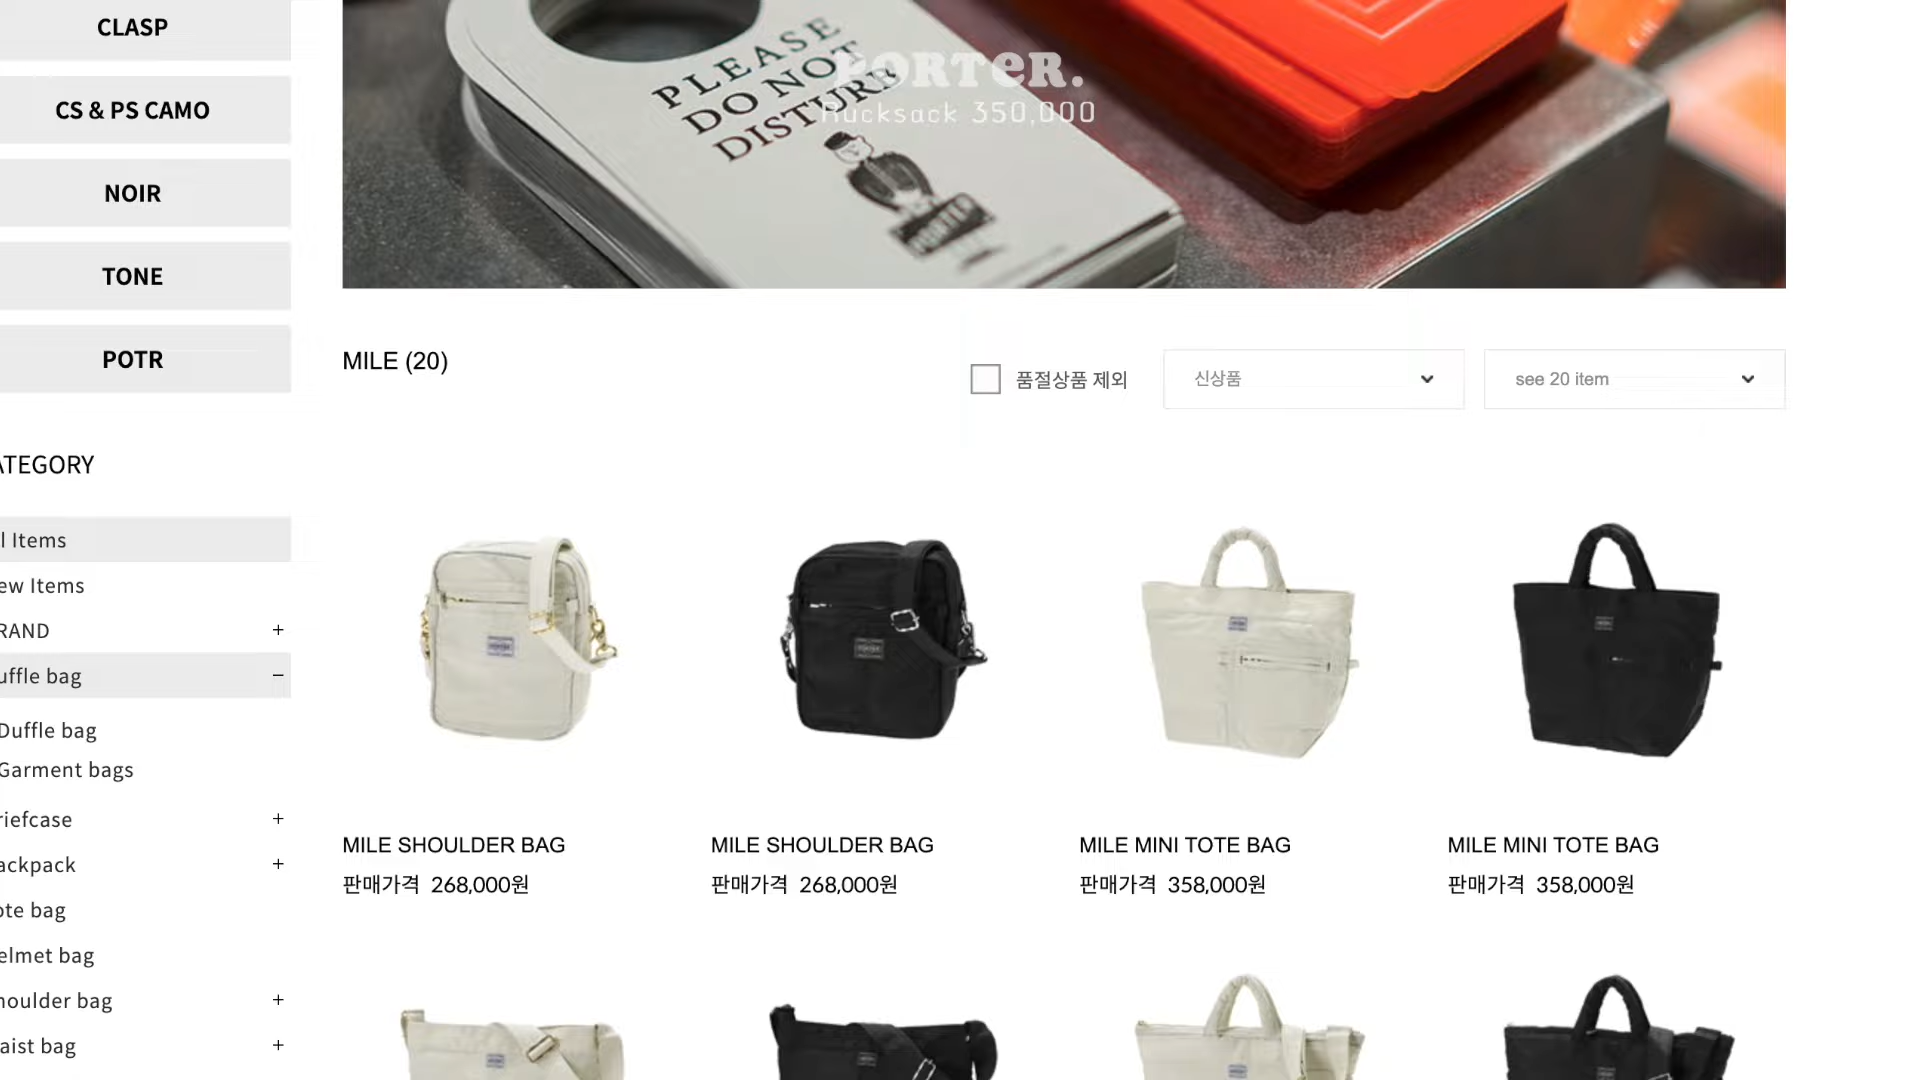 CLASP
CS & PS CAMO
NOIR
TONE
POTR
ATEGORY
l Items
ew Items
RAND +
uffle bag −
Duffle bag
Garment bags
riefcase +
ackpack +
ote bag
elmet bag
houlder bag +
aist bag +
PLEASE
DO NOT
DISTURB
PORTER
PORTER.
Rucksack 350,000
MILE (20)
품절상품 제외
신상품
see 20 item
MILE SHOULDER BAG
판매가격 268,000원
MILE SHOULDER BAG
판매가격 268,000원
MILE MINI TOTE BAG
판매가격 358,000원
MILE MINI TOTE BAG
판매가격 358,000원